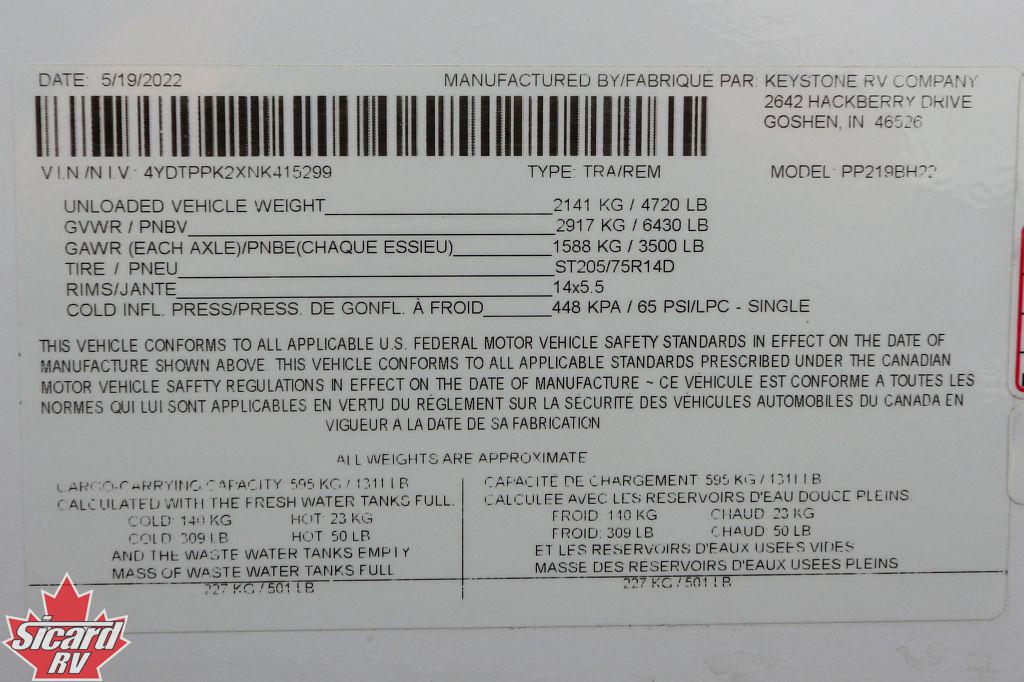 DATE: 5/19/2022 MANUFACTURED BY/FABRIQUÉ PAR: KEYSTONE RV COMPANY
2642 HACKBERRY DRIVE
GOSHEN, IN 46526
V.I.N./N.I.V.: 4YDTPPK2XNK415299 TYPE: TRA/REM MODEL: PP219BH22
UNLOADED VEHICLE WEIGHT 2141 KG / 4720 LB
GVWR / PNBV 2917 KG / 6430 LB
GAWR (EACH AXLE)/PNBE(CHAQUE ESSIEU) 1588 KG / 3500 LB
TIRE / PNEU ST205/75R14D
RIMS/JANTE 14x5.5
COLD INFL. PRESS/PRESS. DE GONFL. À FROID 448 KPA / 65 PSI/LPC - SINGLE
THIS VEHICLE CONFORMS TO ALL APPLICABLE U.S. FEDERAL MOTOR VEHICLE SAFETY STANDARDS IN EFFECT ON THE DATE OF
MANUFACTURE SHOWN ABOVE. THIS VEHICLE CONFORMS TO ALL APPLICABLE STANDARDS PRESCRIBED UNDER THE CANADIAN
MOTOR VEHICLE SAFETY REGULATIONS IN EFFECT ON THE DATE OF MANUFACTURE ~ CE VÉHICULE EST CONFORME À TOUTES LES
NORMES QUI LUI SONT APPLICABLES EN VERTU DU RÉGLEMENT SUR LA SÉCURITÉ DES VÉHICULES AUTOMOBILES DU CANADA EN
VIGUEUR A LA DATE DE SA FABRICATION
ALL WEIGHTS ARE APPROXIMATE
CARGO-CARRYING CAPACITY 595 KG / 1311 LB
CALCULATED WITH THE FRESH WATER TANKS FULL.
COLD: 140 KG HOT: 23 KG
COLD: 309 LB HOT: 50 LB
AND THE WASTE WATER TANKS EMPTY
MASS OF WASTE WATER TANKS FULL
227 KG / 501 LB
CAPACITÉ DE CHARGEMENT 595 KG / 1311 LB
CALCULÉE AVEC LES RESERVOIRS D'EAU DOUCE PLEINS.
FROID: 140 KG CHAUD: 23 KG
FROID: 309 LB CHAUD: 50 LB
ET LES RESERVOIRS D'EAUX USEES VIDES
MASSE DES RESERVOIRS D'EAUX USEES PLEINS
227 KG / 501 LB
Sicard
RV